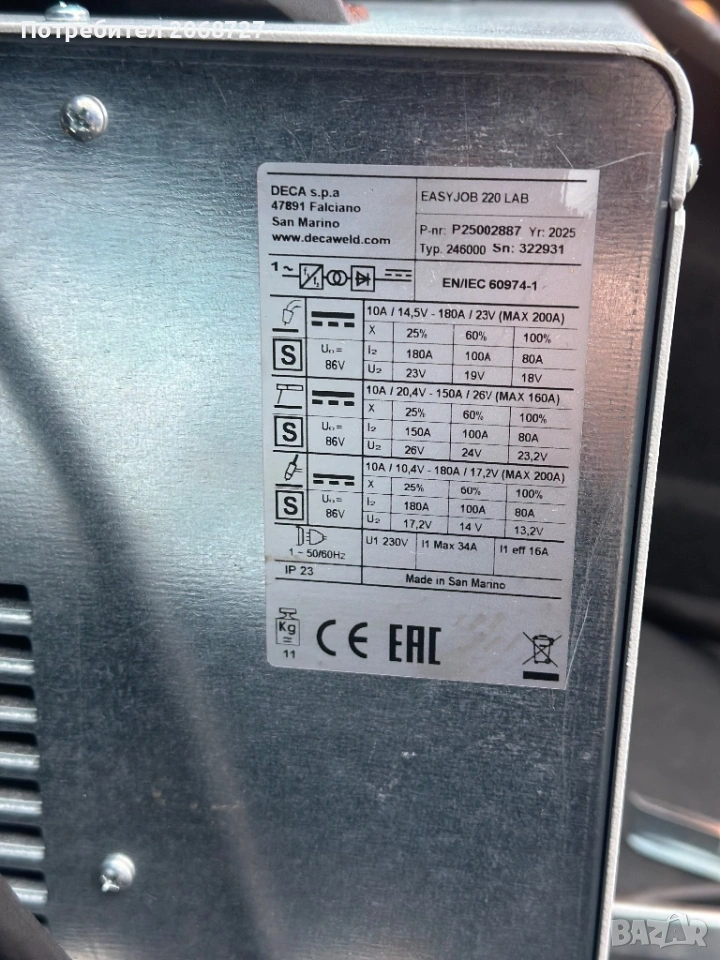 Потребител 2068727
DECA s.p.a
47891 Falciano
San Marino
www.decaweld.com
EASYJOB 220 LAB
P-nr: P25002887 Yr: 2025
Typ. 246000 Sn: 322931
1~
f1
f2
EN/IEC 60974-1
10A / 14,5V - 180A / 23V (MAX 200A)
X 25% 60% 100%
S U₀= 86V
I2 180A 100A 80A
U2 23V 19V 18V
10A / 20,4V - 150A / 26V (MAX 160A)
X 25% 60% 100%
S U₀= 86V
I2 150A 100A 80A
U2 26V 24V 23,2V
10A / 10,4V - 180A / 17,2V (MAX 200A)
X 25% 60% 100%
S U₀= 86V
I2 180A 100A 80A
U2 17,2V 14 V 13,2V
1 ~ 50/60Hz
U1 230V I1 Max 34A I1 eff 16A
IP 23 Made in San Marino
Kg
=
11
CE EAC
BAZAR